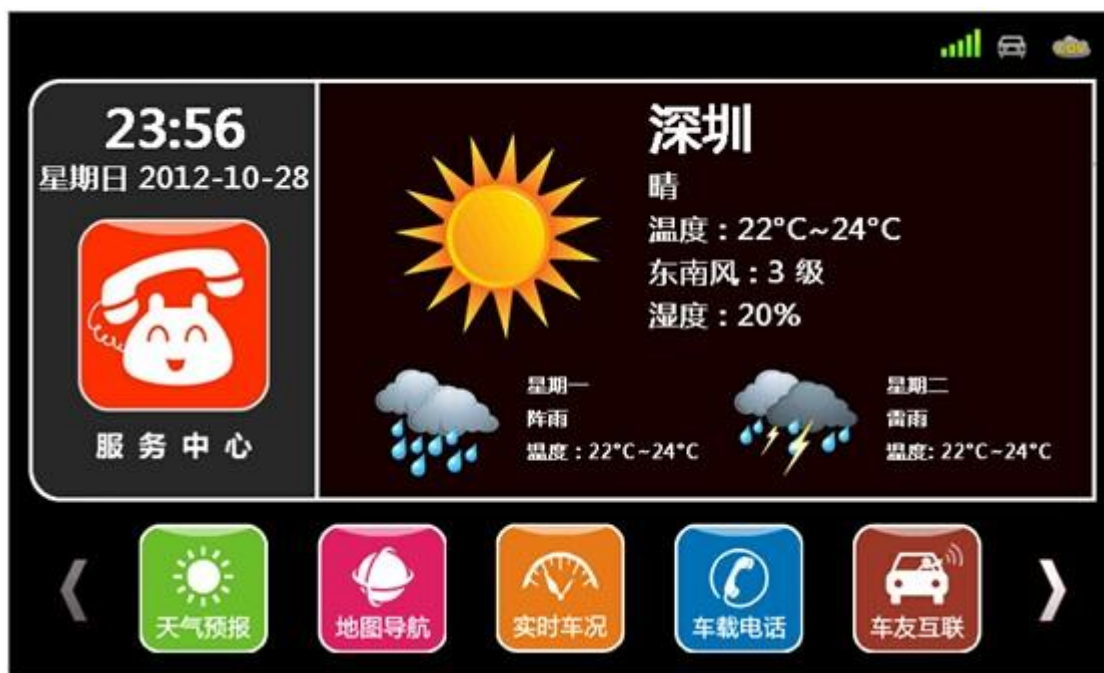 23:56
星期日 2012-10-28
服务中心
深圳
晴
温度：22°C~24°C
东南风：3 级
湿度：20%
星期一
阵雨
温度：22°C~24°C
星期二
雷雨
温度: 22°C~24°C
天气预报
地图导航
实时车况
车载电话
车友互联